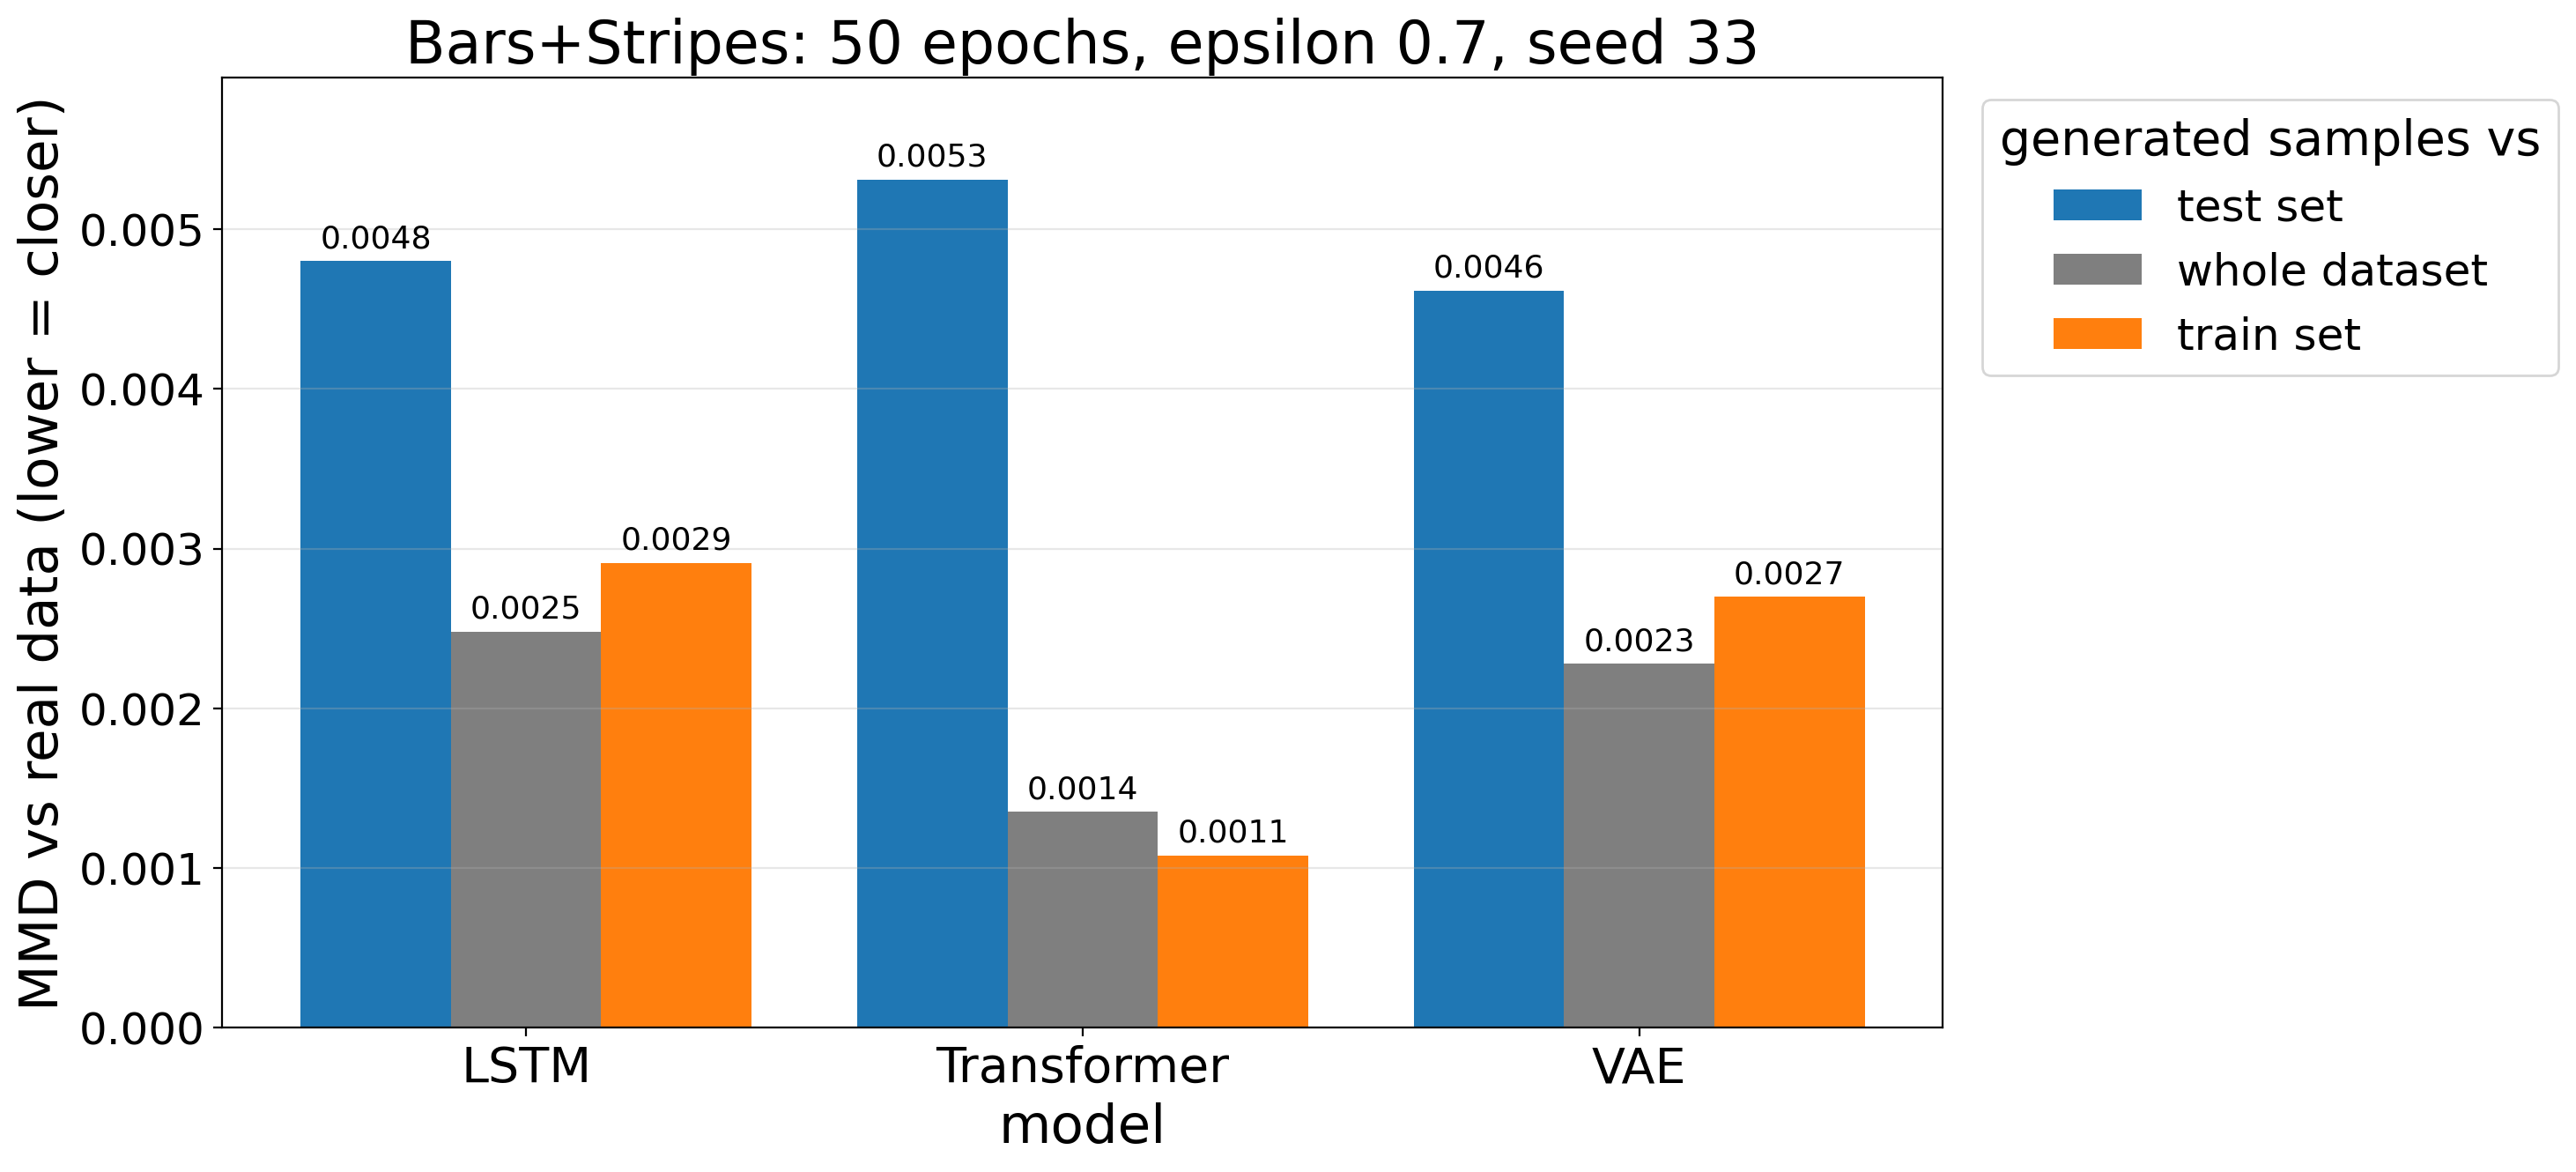 Bars+Stripes: 50 epochs, epsilon 0.7, seed 33
MMD vs real data (lower = closer)
0.005
0.004
0.003
0.002
0.001
0.000
0.0048
0.0025
0.0029
0.0053
0.0014
0.0011
0.0046
0.0023
0.0027
LSTM
Transformer
VAE
model
generated samples vs
test set
whole dataset
train set